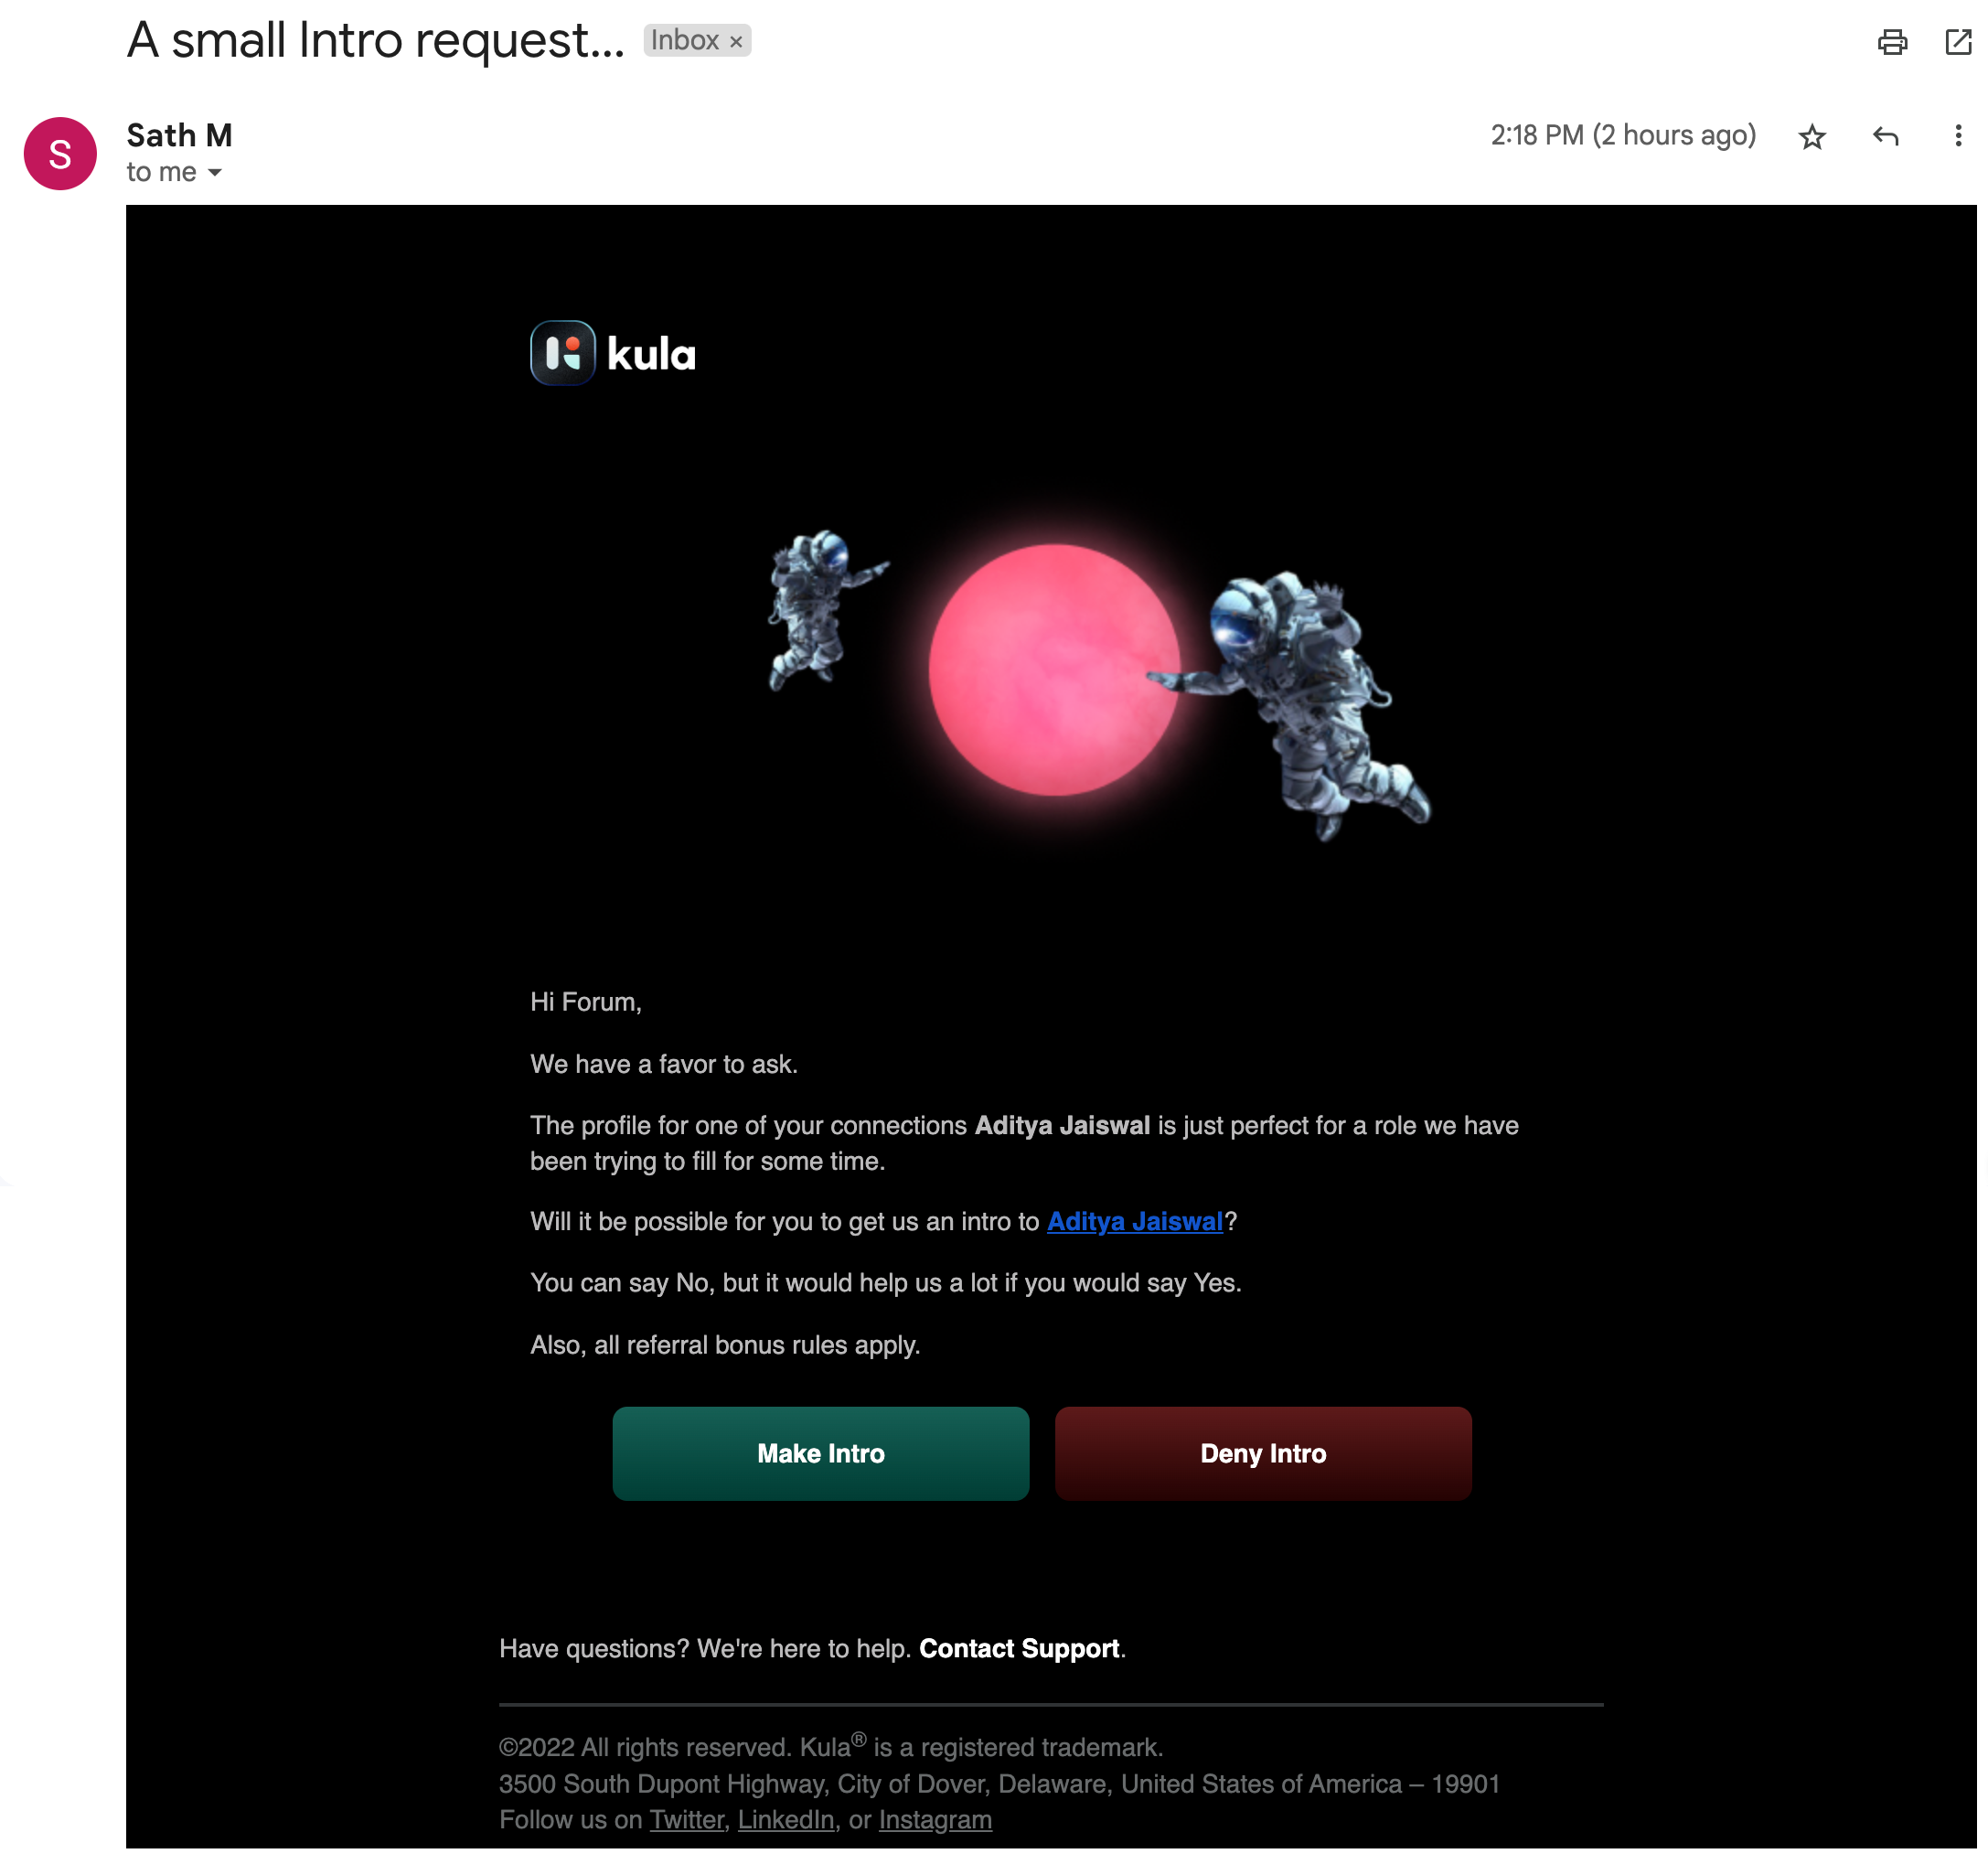 A small Intro request... Inbox ×
S
Sath M
2:18 PM (2 hours ago)
to me
kula
Hi Forum,
We have a favor to ask.
The profile for one of your connections Aditya Jaiswal is just perfect for a role we have
been trying to fill for some time.
Will it be possible for you to get us an intro to Aditya Jaiswal?
You can say No, but it would help us a lot if you would say Yes.
Also, all referral bonus rules apply.
Make Intro
Deny Intro
Have questions? We're here to help. Contact Support.
©2022 All rights reserved. Kula® is a registered trademark.
3500 South Dupont Highway, City of Dover, Delaware, United States of America – 19901
Follow us on Twitter, LinkedIn, or Instagram